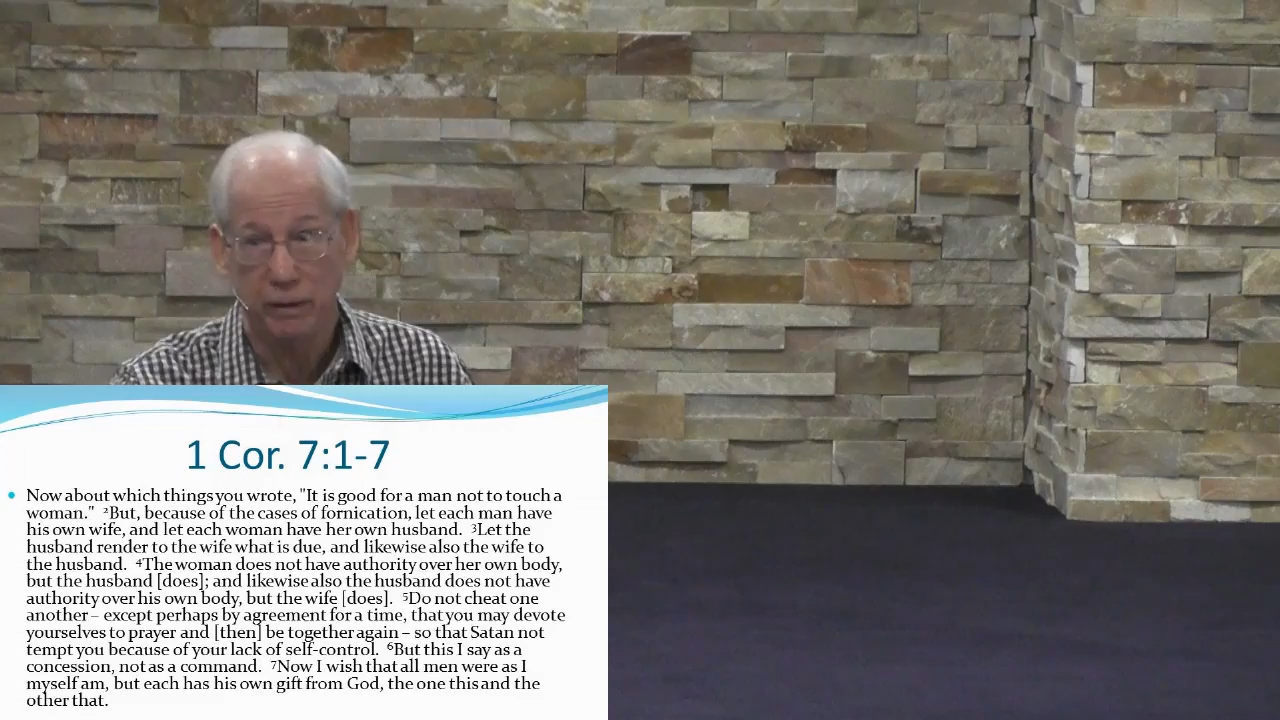 1 Cor. 7:1-7
• Now about which things you wrote, "It is good for a man not to touch a
woman." ²But, because of the cases of fornication, let each man have
his own wife, and let each woman have her own husband. ³Let the
husband render to the wife what is due, and likewise also the wife to
the husband. ⁴The woman does not have authority over her own body,
but the husband [does]; and likewise also the husband does not have
authority over his own body, but the wife [does]. ⁵Do not cheat one
another – except perhaps by agreement for a time, that you may devote
yourselves to prayer and [then] be together again – so that Satan not
tempt you because of your lack of self-control. ⁶But this I say as a
concession, not as a command. ⁷Now I wish that all men were as I
myself am, but each has his own gift from God, the one this and the
other that.